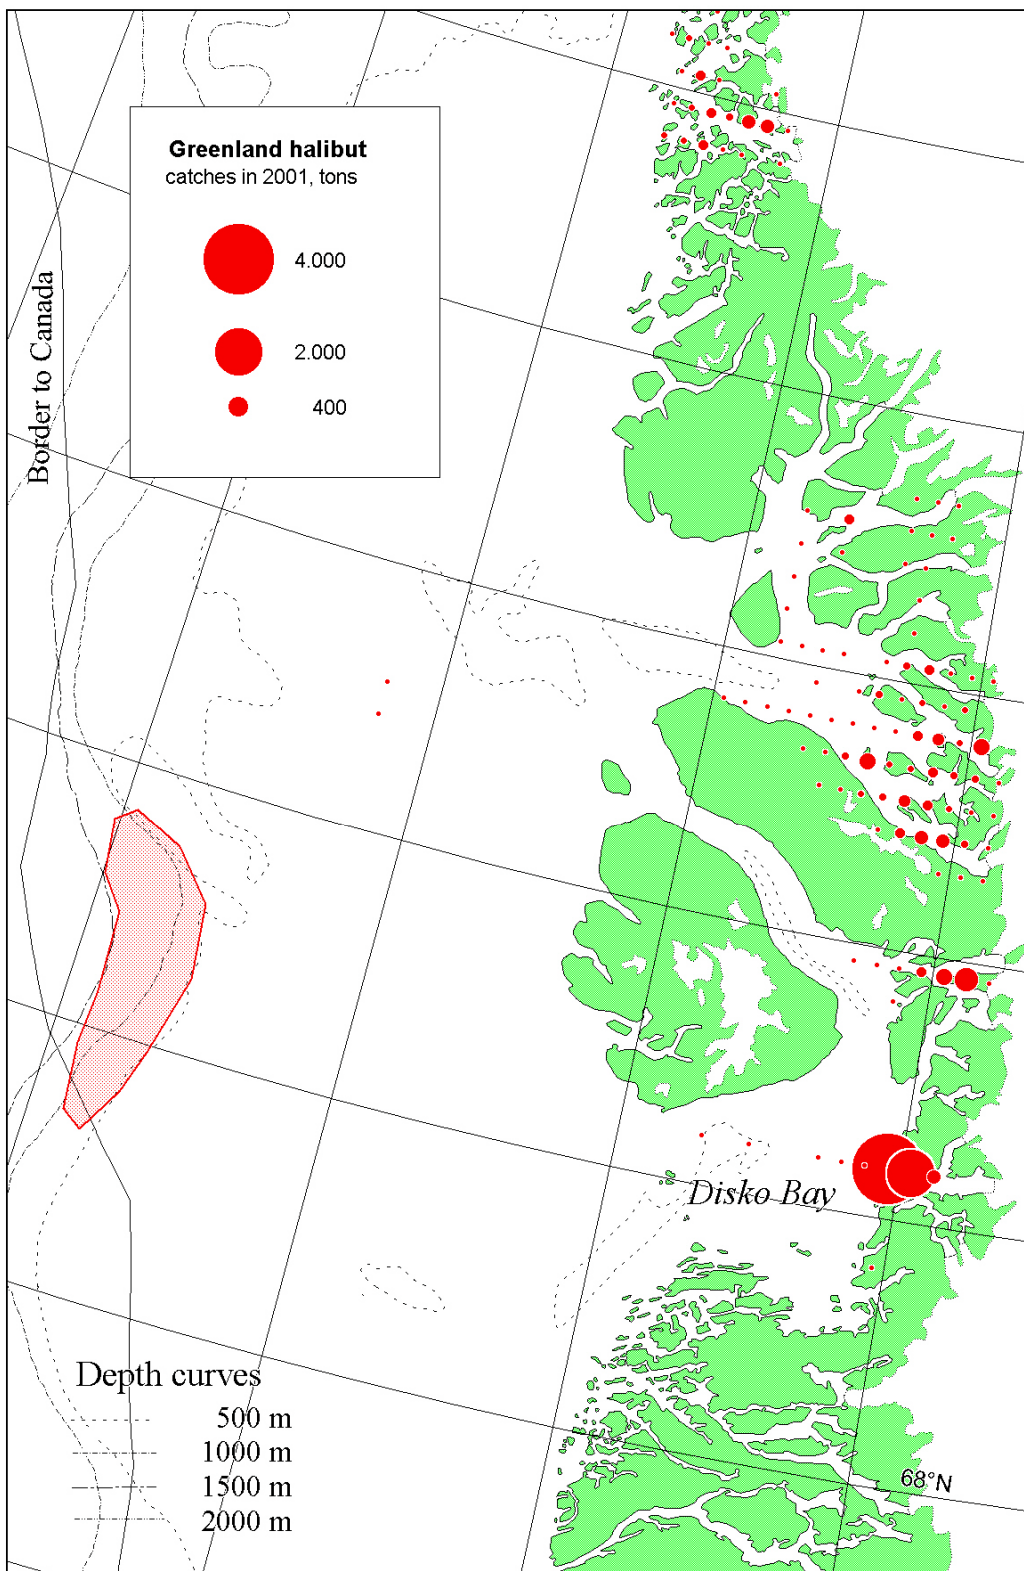 Greenland halibut
catches in 2001, tons
4.000
2.000
400
Border to Canada
Disko Bay
Depth curves
500 m
1000 m
1500 m
2000 m
68°N